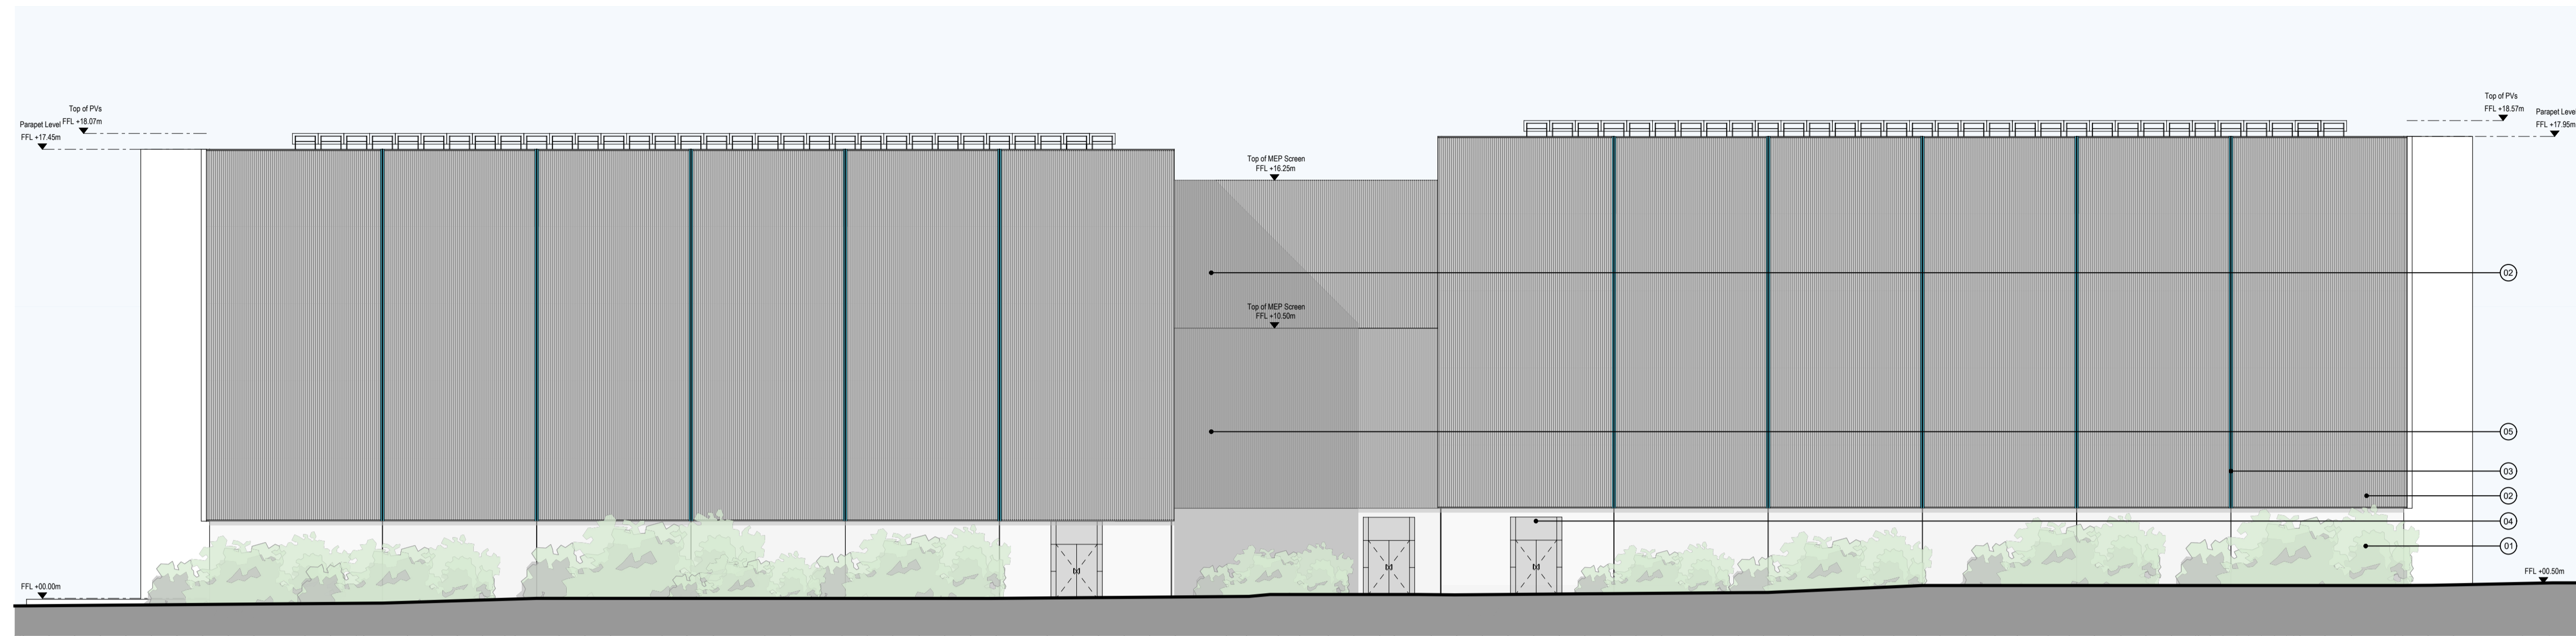 Top of PVs
FFL +18.07m
Parapet Level
FFL +17.45m
Top of PVs
FFL +18.57m
Parapet Level
FFL +17.95m
Top of MEP Screen
FFL +16.25m
02
Top of MEP Screen
FFL +10.50m
05
03
02
04
01
FFL +00.00m
FFL +00.50m